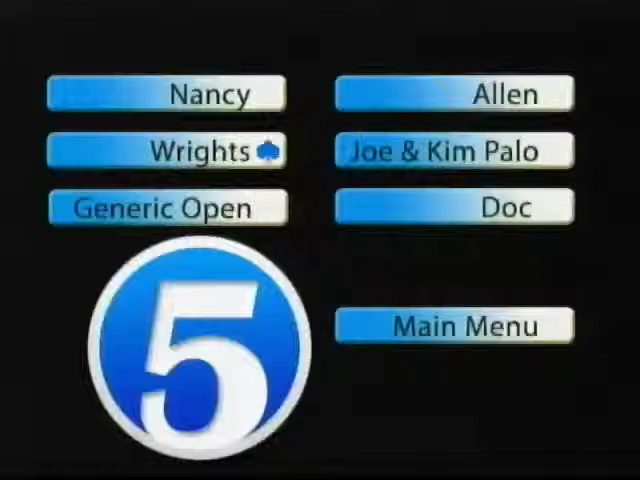 Nancy
Allen
Wrights
Joe & Kim Palo
Generic Open
Doc
5
Main Menu